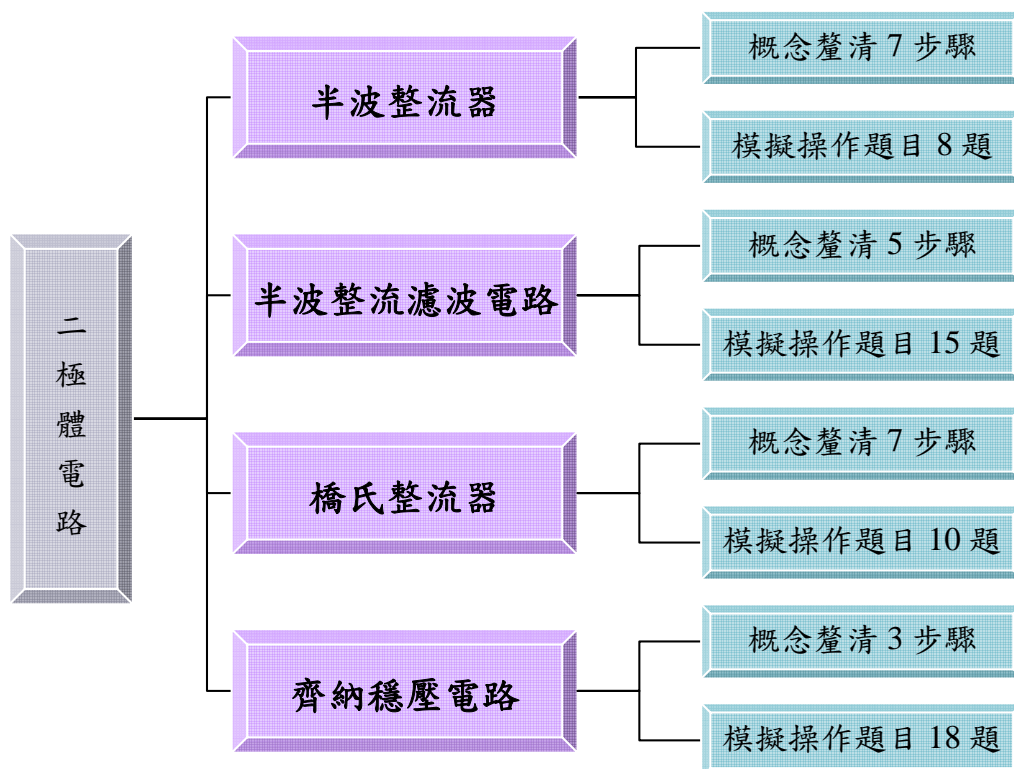 二極體電路
半波整流器
概念釐清 7 步驟
模擬操作題目 8 題
半波整流濾波電路
概念釐清 5 步驟
模擬操作題目 15 題
橋氏整流器
概念釐清 7 步驟
模擬操作題目 10 題
齊納穩壓電路
概念釐清 3 步驟
模擬操作題目 18 題